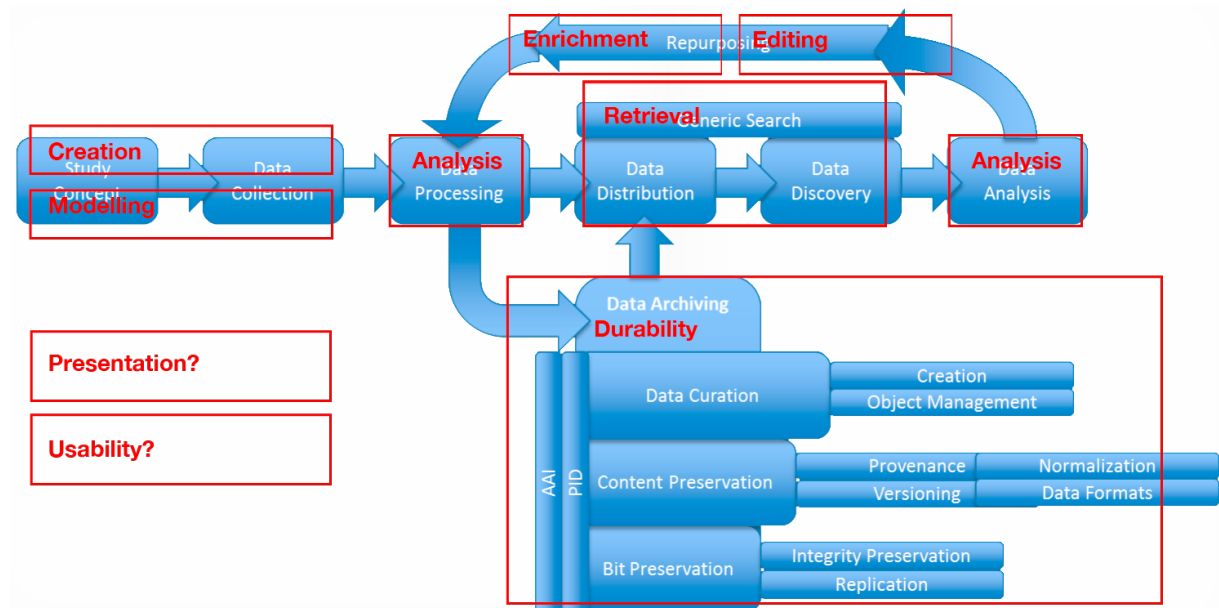 Enrichment
Repurposing
Editing
Retrieval
Generic Search
Creation
Study
Concept
Modelling
Data
Collection
Analysis
Data
Processing
Data
Distribution
Data
Discovery
Analysis
Data
Analysis
Data Archiving
Durability
Presentation?
Usability?
AAI
PID
Data Curation
Creation
Object Management
Content Preservation
Provenance
Normalization
Versioning
Data Formats
Bit Preservation
Integrity Preservation
Replication